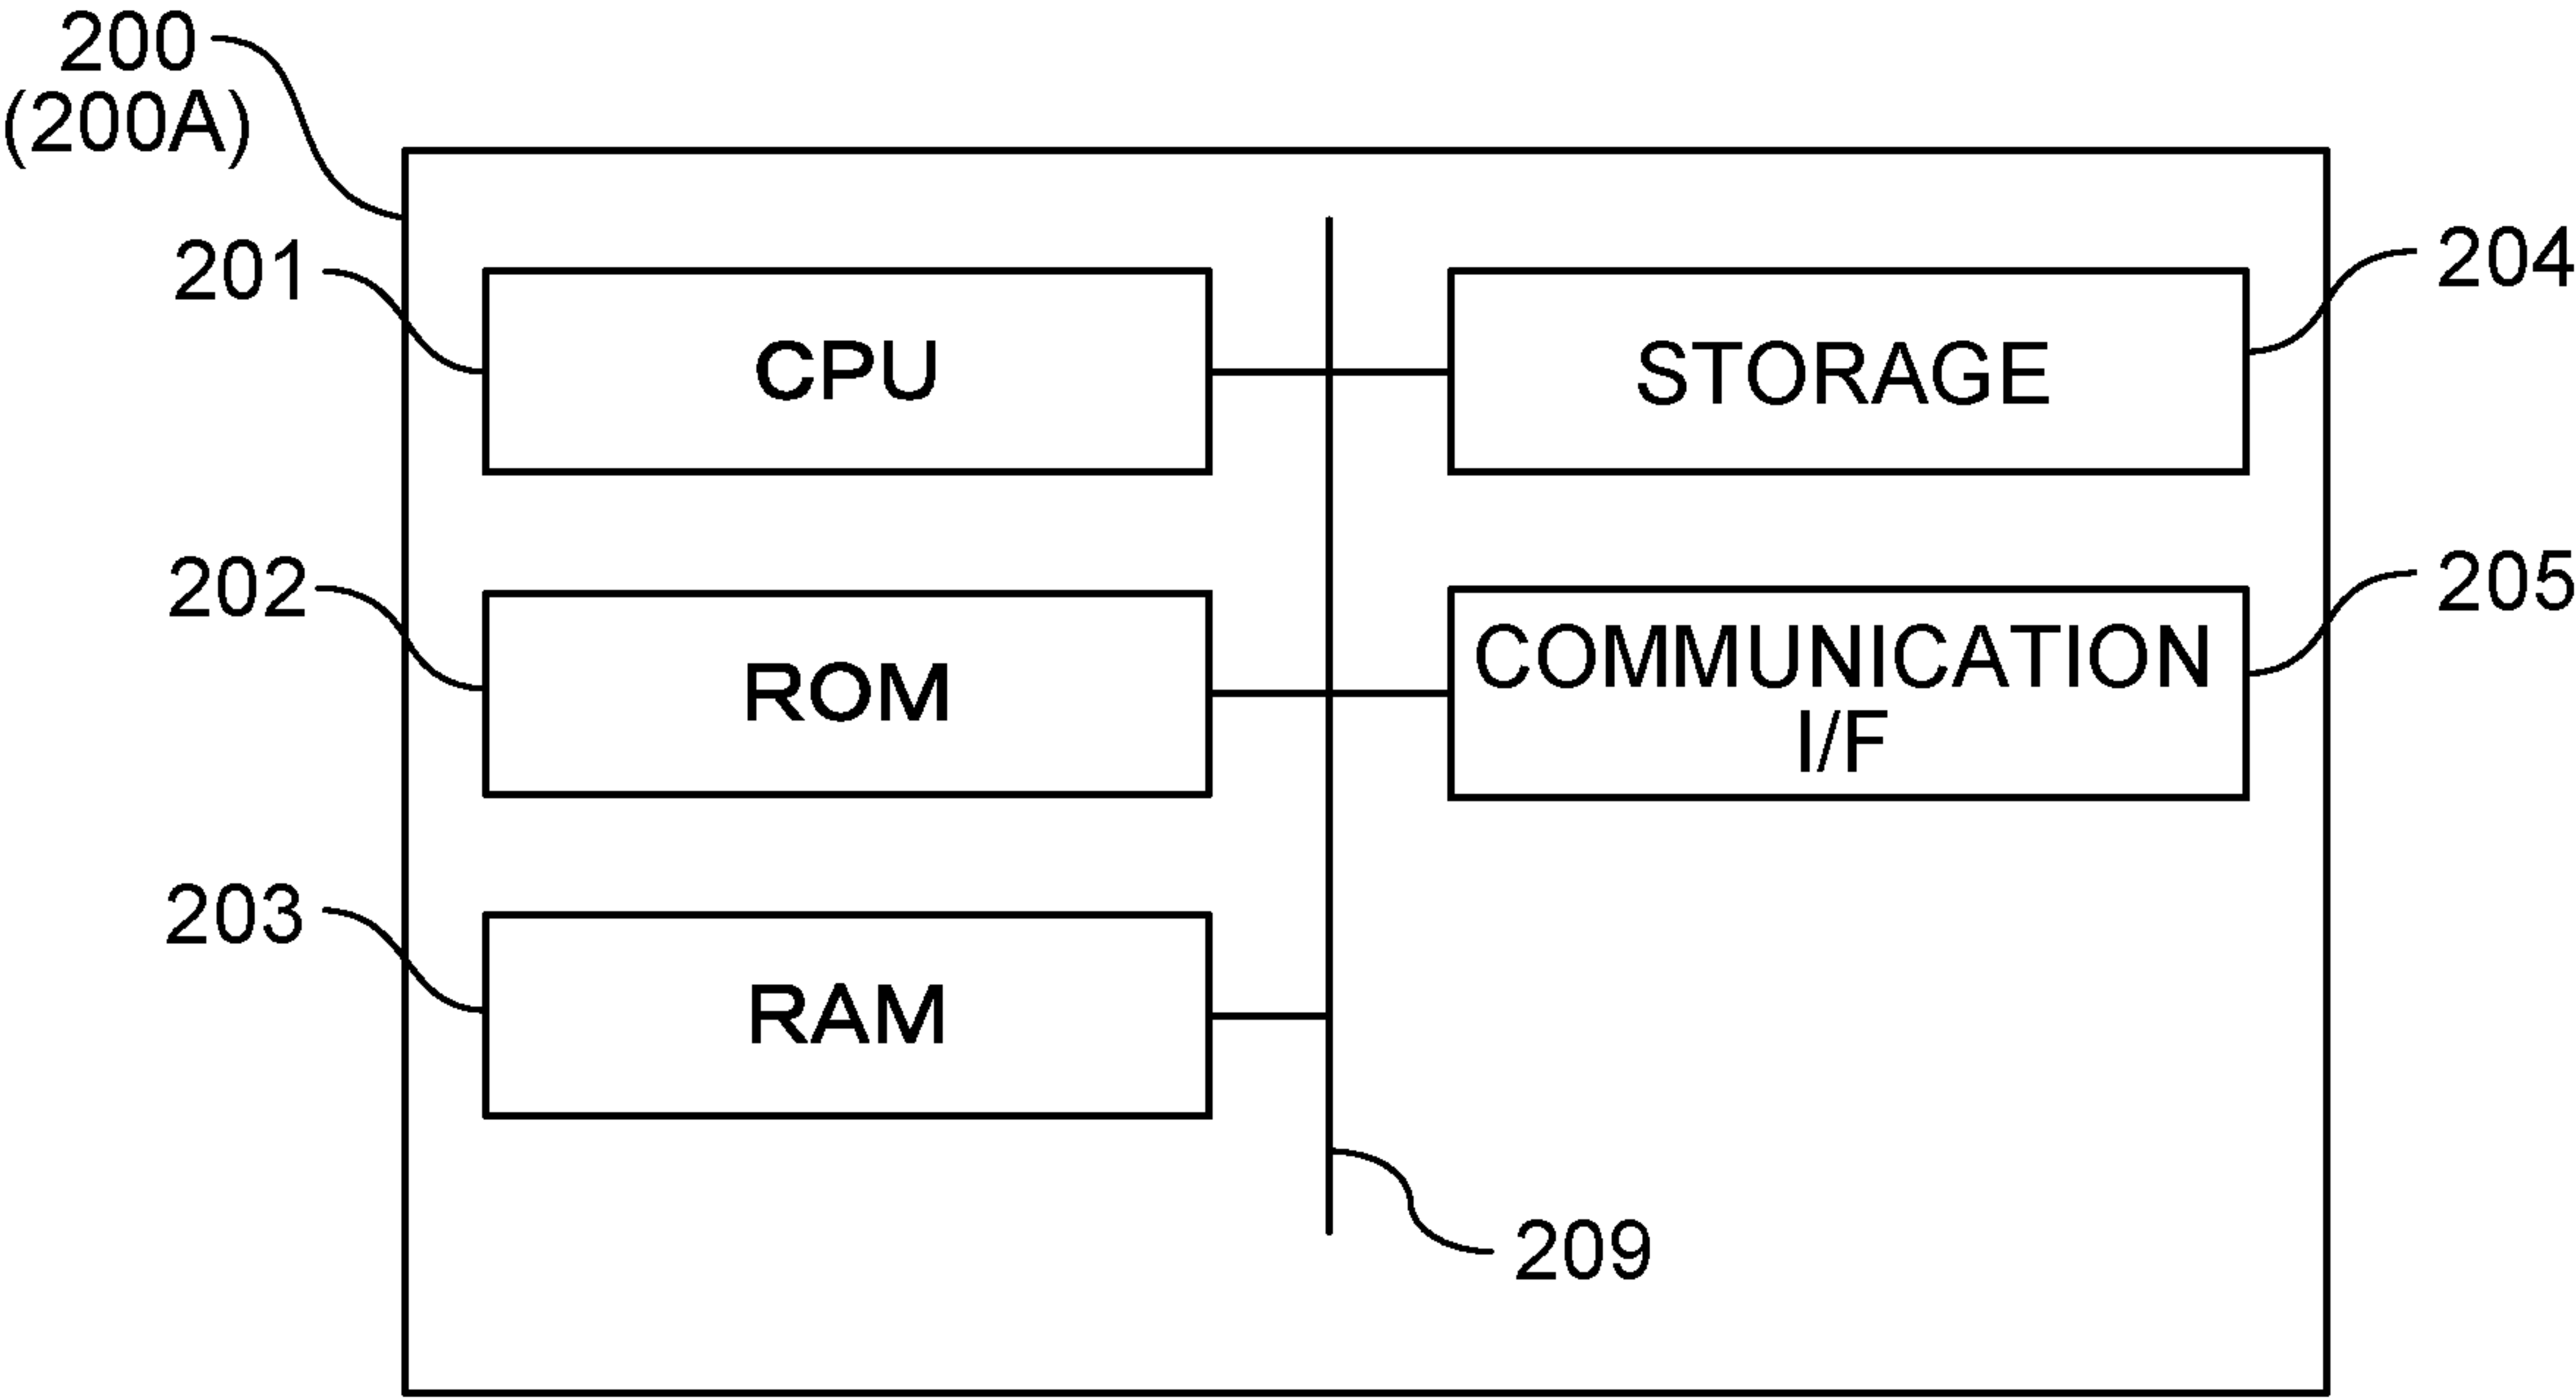 200
(200A)
201
CPU
STORAGE
204
202
ROM
COMMUNICATION
I/F
205
203
RAM
209